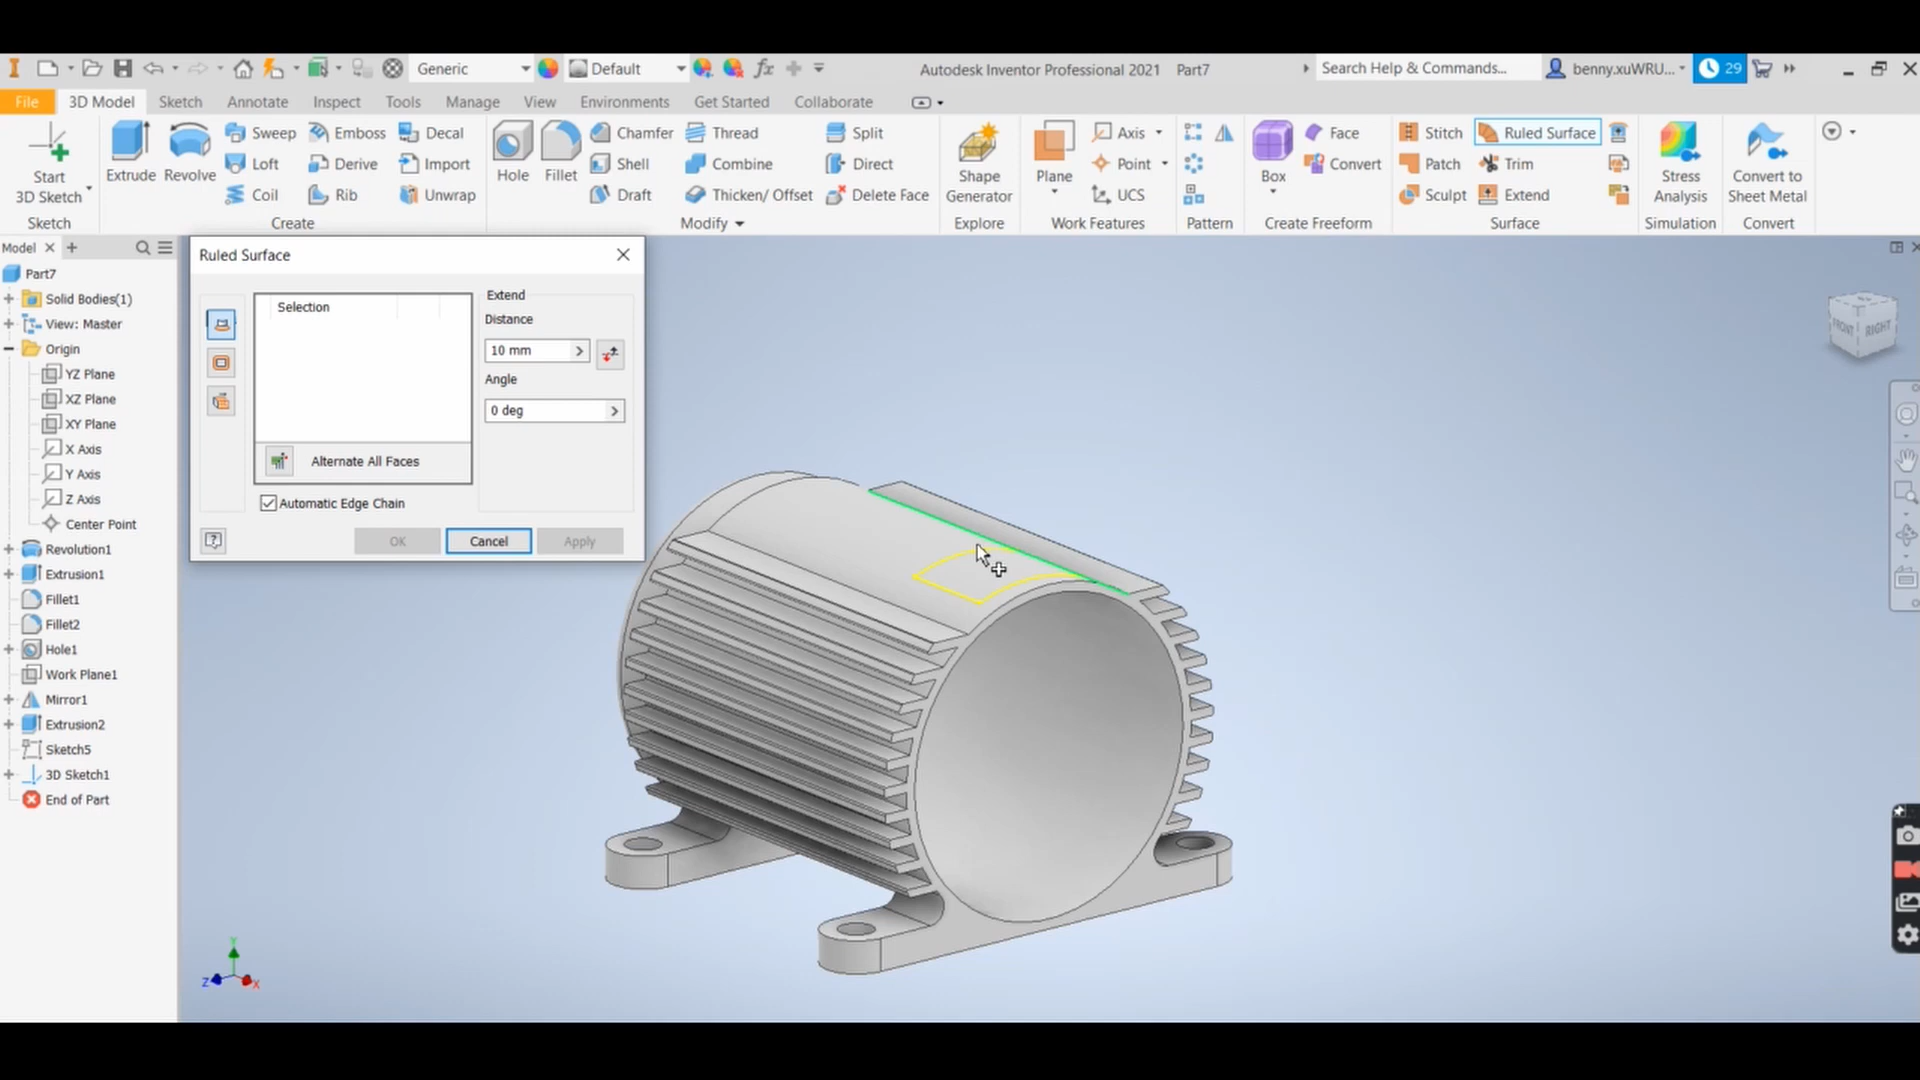 Generic
Default
Autodesk Inventor Professional 2021 Part7
Search Help & Commands...
benny.xuWRU...
29
File 3D Model Sketch Annotate Inspect Tools Manage View Environments Get Started Collaborate
Start
3D Sketch
Sketch
Extrude
Revolve
Sweep
Emboss
Decal
Loft
Derive
Import
Coil
Rib
Unwrap
Create
Hole
Fillet
Chamfer
Thread
Split
Shell
Combine
Direct
Draft
Thicken/ Offset
Delete Face
Modify
Shape
Generator
Explore
Plane
Axis
Point
UCS
Work Features
Pattern
Box
Face
Convert
Create Freeform
Stitch
Ruled Surface
Patch
Trim
Sculpt
Extend
Surface
Stress
Analysis
Simulation
Convert to
Sheet Metal
Convert
Model
Part7
Solid Bodies(1)
View: Master
Origin
YZ Plane
XZ Plane
XY Plane
X Axis
Y Axis
Z Axis
Center Point
Revolution1
Extrusion1
Fillet1
Fillet2
Hole1
Work Plane1
Mirror1
Extrusion2
Sketch5
3D Sketch1
End of Part
Ruled Surface
Selection
Alternate All Faces
Automatic Edge Chain
Extend
Distance
10 mm
Angle
0 deg
OK
Cancel
Apply
FRONT
RIGHT
Y
Z
X